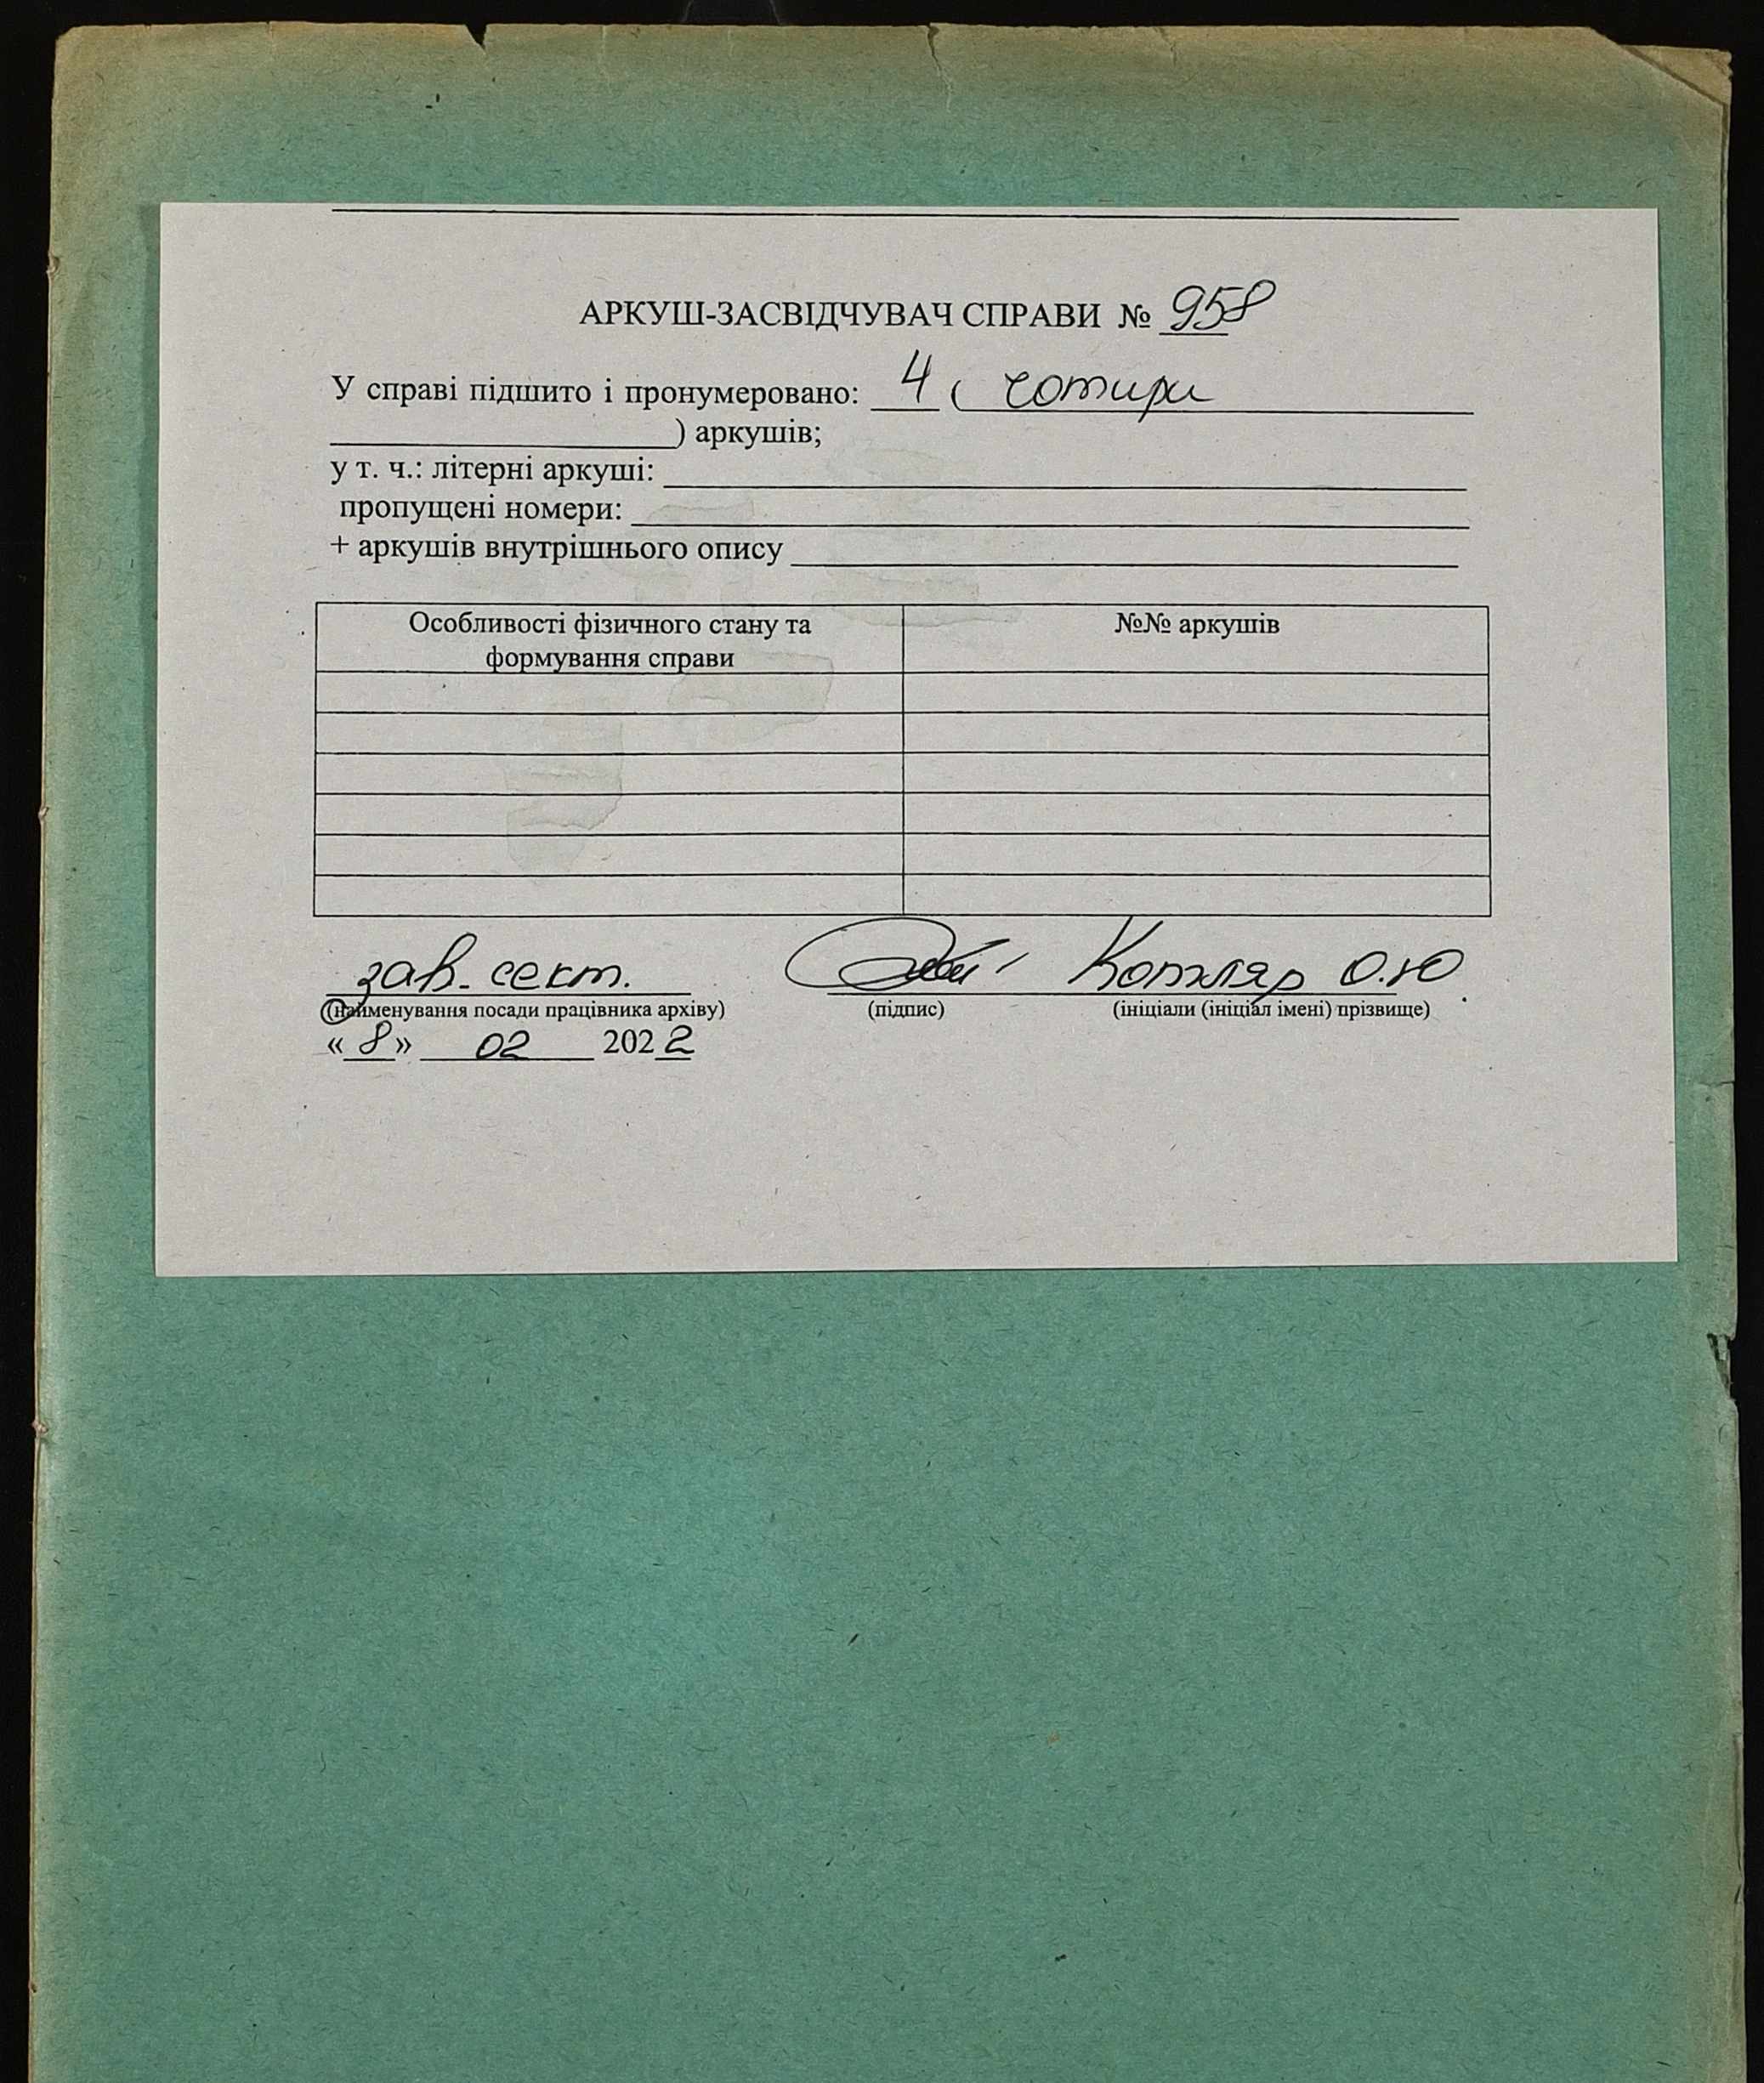 АРКУШ-ЗАСВІДЧУВАЧ СПРАВИ № 958
У справі підшито і пронумеровано: 4 ( чотири
) аркушів;
у т. ч.: літерні аркуші:
пропущені номери:
+ аркушів внутрішнього опису
Особливості фізичного стану та №№ аркушів
формування справи
зав. сект. Котляр О.Ю.
(найменування посади працівника архіву) (підпис) (ініціали (ініціал імені) прізвище)
«8» 02 2022